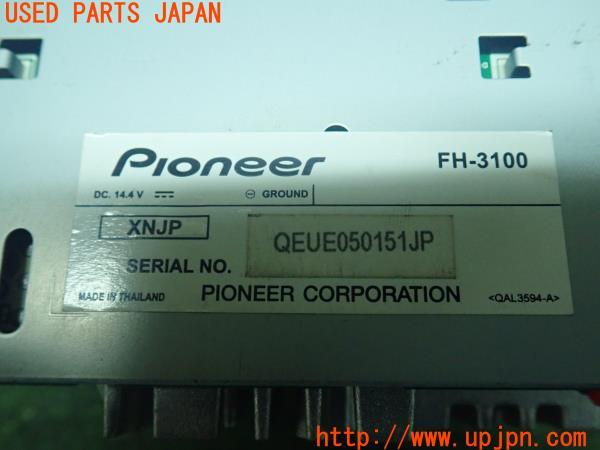 USED PARTS JAPAN
Pioneer
FH-3100
DC. 14.4 V
GROUND
XNJP
SERIAL NO. QEUE050151JP
MADE IN THAILAND PIONEER CORPORATION <QAL3594-A>
http://www.upjpn.com/